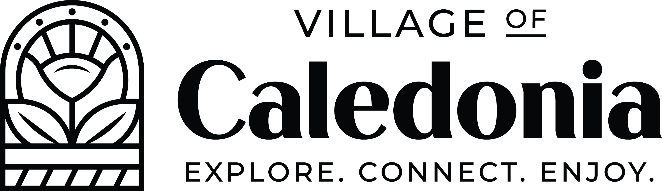 VILLAGE OF
Caledonia
EXPLORE. CONNECT. ENJOY.